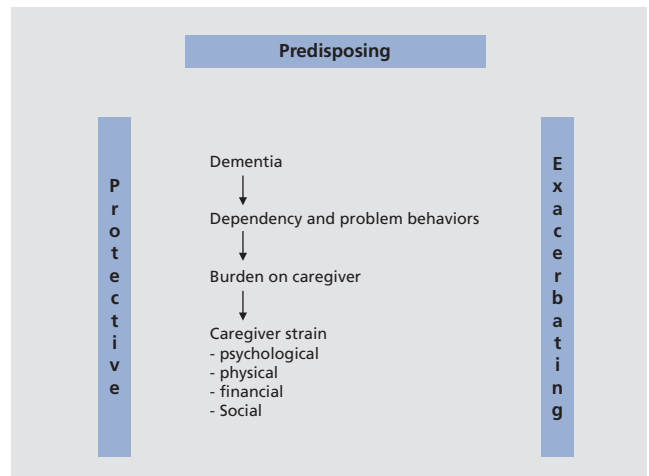 Predisposing
Protective
Dementia
Dependency and problem behaviors
Burden on caregiver
Caregiver strain
- psychological
- physical
- financial
- Social
Exacerbating